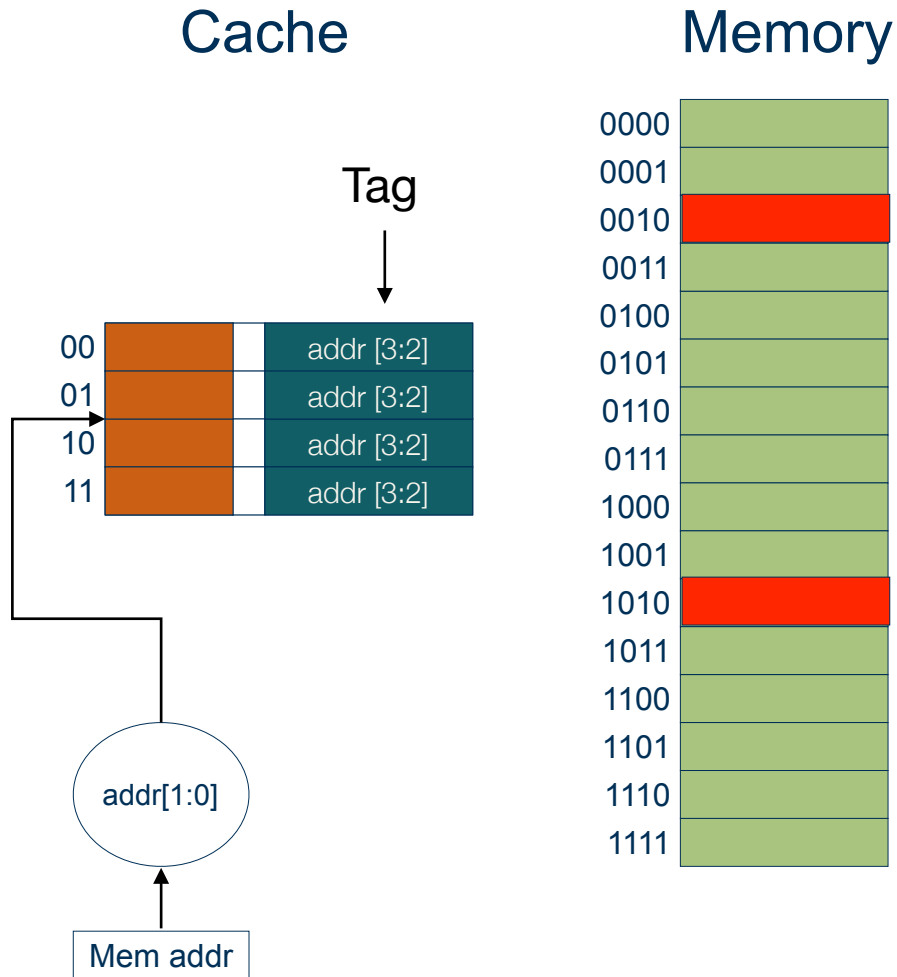 Cache
Memory
Tag
00 addr [3:2]
01 addr [3:2]
10 addr [3:2]
11 addr [3:2]
addr[1:0]
Mem addr
0000
0001
0010
0011
0100
0101
0110
0111
1000
1001
1010
1011
1100
1101
1110
1111